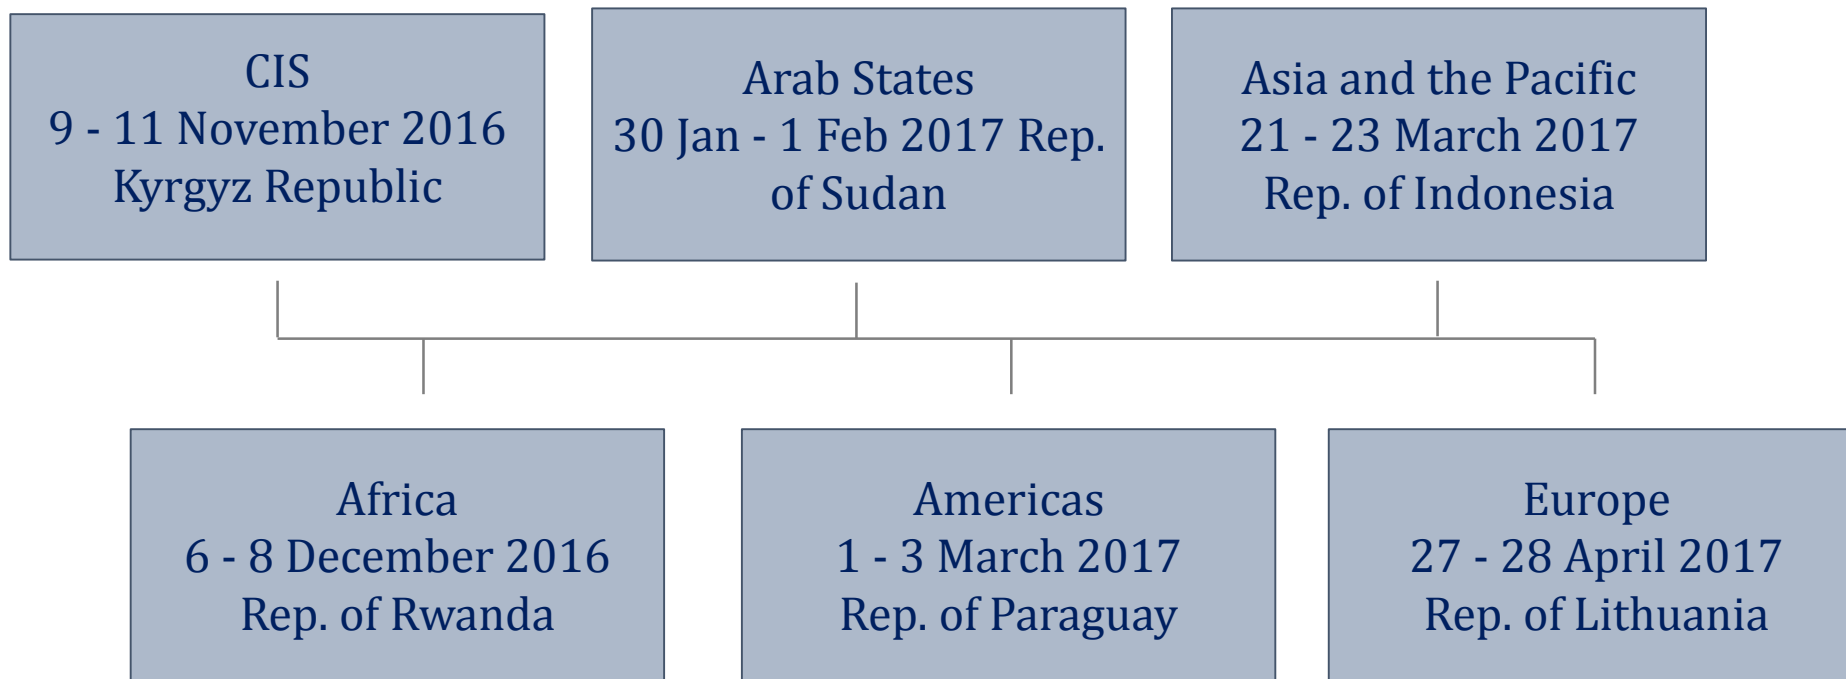 CIS
9 - 11 November 2016
Kyrgyz Republic
Arab States
30 Jan - 1 Feb 2017 Rep.
of Sudan
Asia and the Pacific
21 - 23 March 2017
Rep. of Indonesia
Africa
6 - 8 December 2016
Rep. of Rwanda
Americas
1 - 3 March 2017
Rep. of Paraguay
Europe
27 - 28 April 2017
Rep. of Lithuania